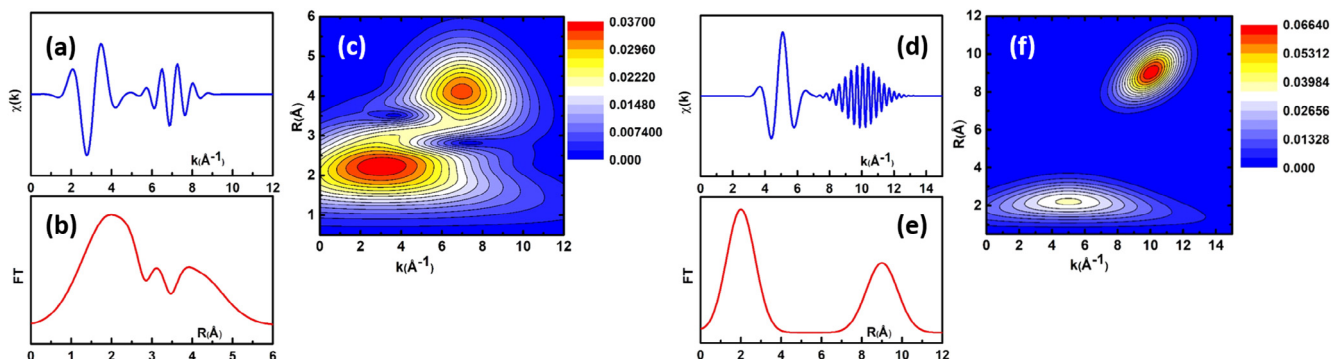 (a)
χ(k)
k(Å-1)
0 2 4 6 8 10 12
(b)
FT
R(Å)
0 1 2 3 4 5 6
(c)
R(Å)
6
5
4
3
2
1
0 2 4 6 8 10 12
k(Å-1)
0.03700
0.02960
0.02220
0.01480
0.007400
0.000
(d)
χ(k)
k(Å-1)
0 2 4 6 8 10 12 14
(e)
FT
R(Å)
0 2 4 6 8 10 12
(f)
R(Å)
12
10
8
6
4
2
0 2 4 6 8 10 12 14
k(Å-1)
0.06640
0.05312
0.03984
0.02656
0.01328
0.000